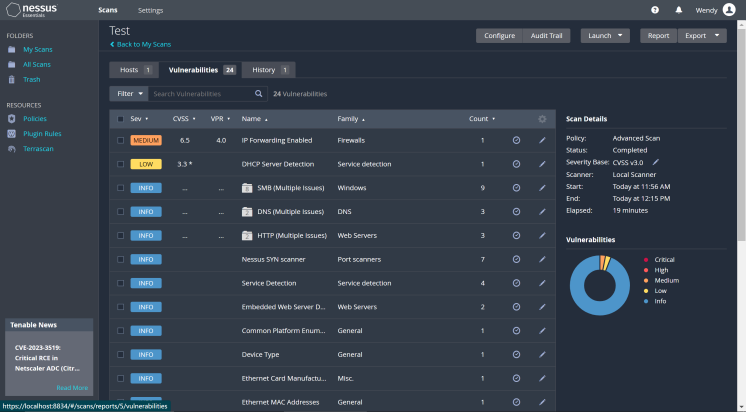 nessus
Essentials
Scans
Settings
Wendy
FOLDERS
My Scans
All Scans
Trash
RESOURCES
Policies
Plugin Rules
Terrascan
Tenable News
CVE-2023-3519:
Critical RCE in
Netscaler ADC (Citr...
Read More
Test
Back to My Scans
Configure
Audit Trail
Launch
Report
Export
Hosts 1
Vulnerabilities 24
History 1
Filter
Search Vulnerabilities
24 Vulnerabilities
Sev CVSS VPR Name Family Count
MEDIUM 6.5 4.0 IP Forwarding Enabled Firewalls 1
LOW 3.3 * DHCP Server Detection Service detection 1
INFO ... ... 6 SMB (Multiple Issues) Windows 9
INFO ... ... 2 DNS (Multiple Issues) DNS 3
INFO ... ... 2 HTTP (Multiple Issues) Web Servers 3
INFO Nessus SYN scanner Port scanners 7
INFO Service Detection Service detection 4
INFO Embedded Web Server D... Web Servers 2
INFO Common Platform Enum... General 1
INFO Device Type General 1
INFO Ethernet Card Manufactu... Misc. 1
INFO Ethernet MAC Addresses General 1
Scan Details
Policy: Advanced Scan
Status: Completed
Severity Base: CVSS v3.0
Scanner: Local Scanner
Start: Today at 11:56 AM
End: Today at 12:15 PM
Elapsed: 19 minutes
Vulnerabilities
Critical
High
Medium
Low
Info
https://localhost:8834/#/scans/reports/5/vulnerabilities